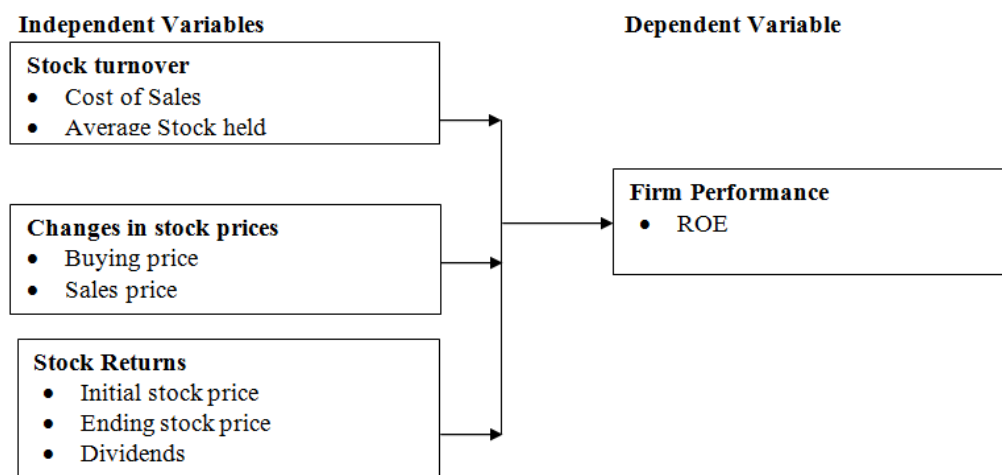 Independent Variables
Stock turnover
• Cost of Sales
• Average Stock held
Changes in stock prices
• Buying price
• Sales price
Stock Returns
• Initial stock price
• Ending stock price
• Dividends
Dependent Variable
Firm Performance
• ROE